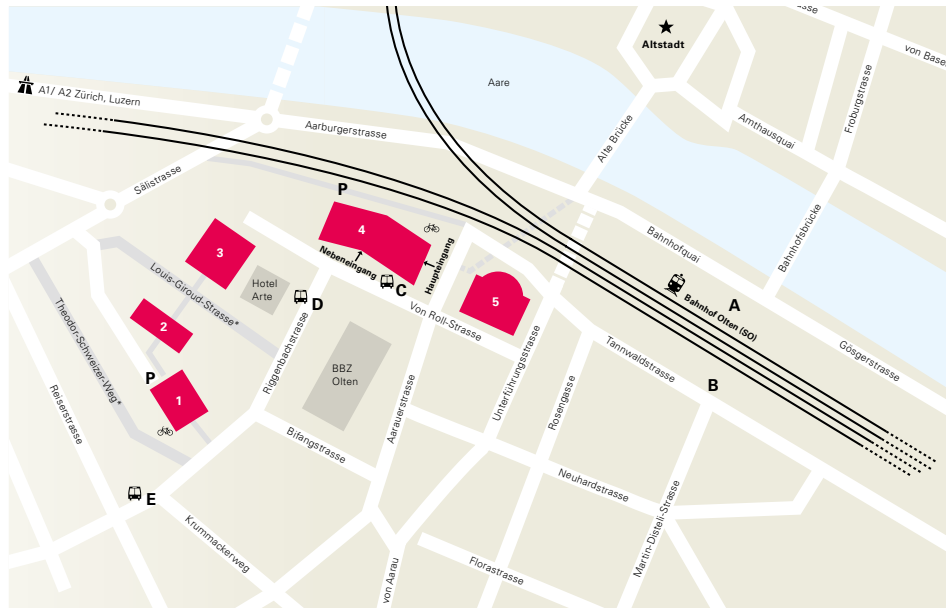 Altstadt
von Base
Aare
A1/ A2 Zürich, Luzern
Aarburgerstrasse
Froburgstrasse
Amthausquai
Alte Brücke
Sälistrasse
P
4
3
Nebeneingang
Haupteingang
Bahnhofquai
Bahnhofsbrücke
Louis-Giroud-Strasse*
Hotel
Arte
D
C
5
A
Bahnhof Olten (SO)
Theodor-Schweizer-Weg*
2
Von Roll-Strasse
Gösgerstrasse
Riggenbachstrasse
BBZ
Olten
Unterführungsstrasse
Tannwaldstrasse
B
P
1
Reiserstrasse
Aarauerstrasse
Rosengasse
Bifangstrasse
Neuhardstrasse
E
Krummackerweg
von Aarau
Florastrasse
Martin-Disteli-Strasse